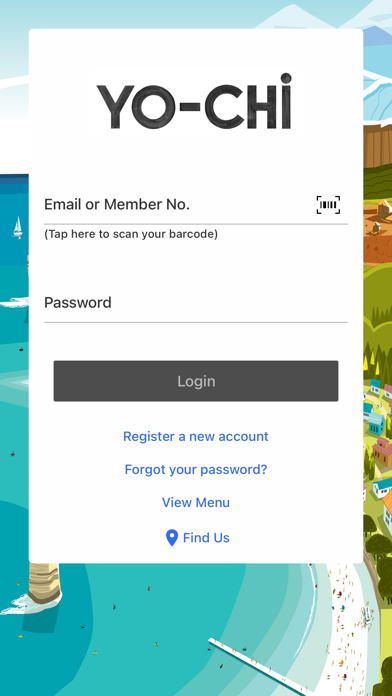 YO-CHi
Email or Member No.
(Tap here to scan your barcode)
Password
Login
Register a new account
Forgot your password?
View Menu
Find Us